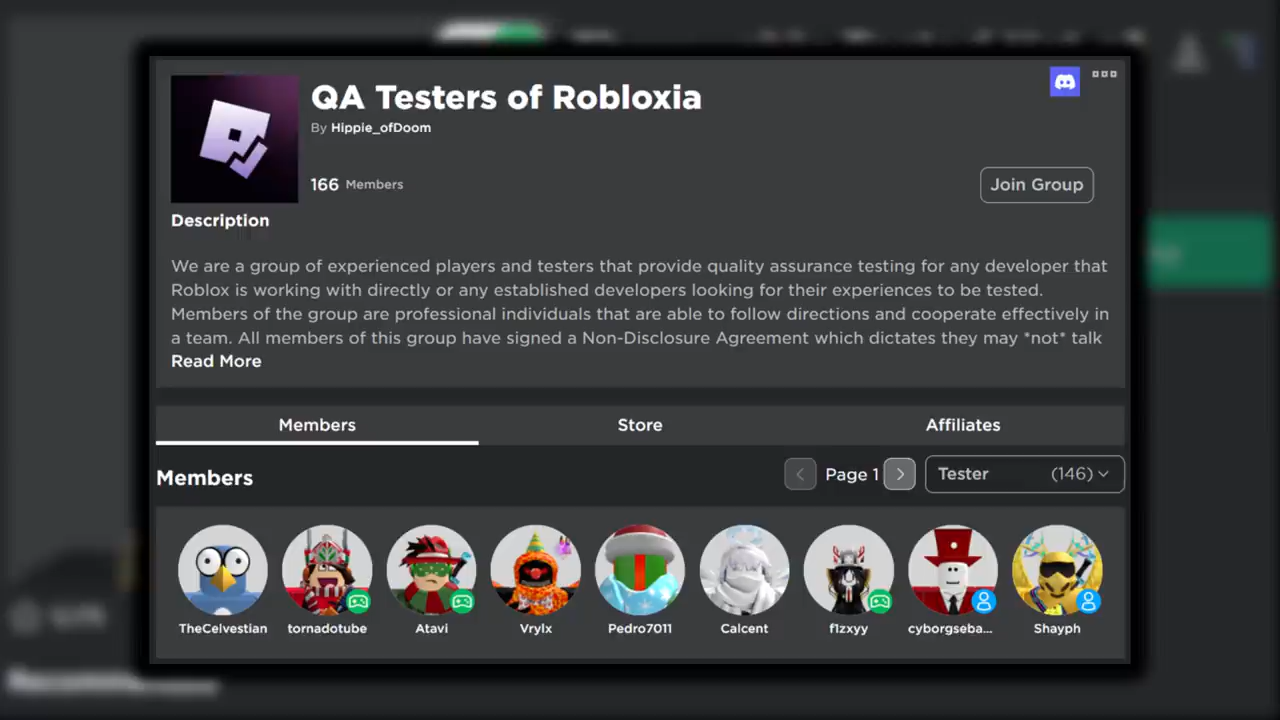 QA Testers of Robloxia
By Hippie_ofDoom
166 Members
Join Group
Description
We are a group of experienced players and testers that provide quality assurance testing for any developer that
Roblox is working with directly or any established developers looking for their experiences to be tested.
Members of the group are professional individuals that are able to follow directions and cooperate effectively in
a team. All members of this group have signed a Non-Disclosure Agreement which dictates they may *not* talk
Read More
Members
Store
Affiliates
Members
Page 1
Tester (146)
TheCelvestian
tornadotube
Atavi
Vrylx
Pedro7011
Calcent
f1zxyy
cyborgseba...
Shayph